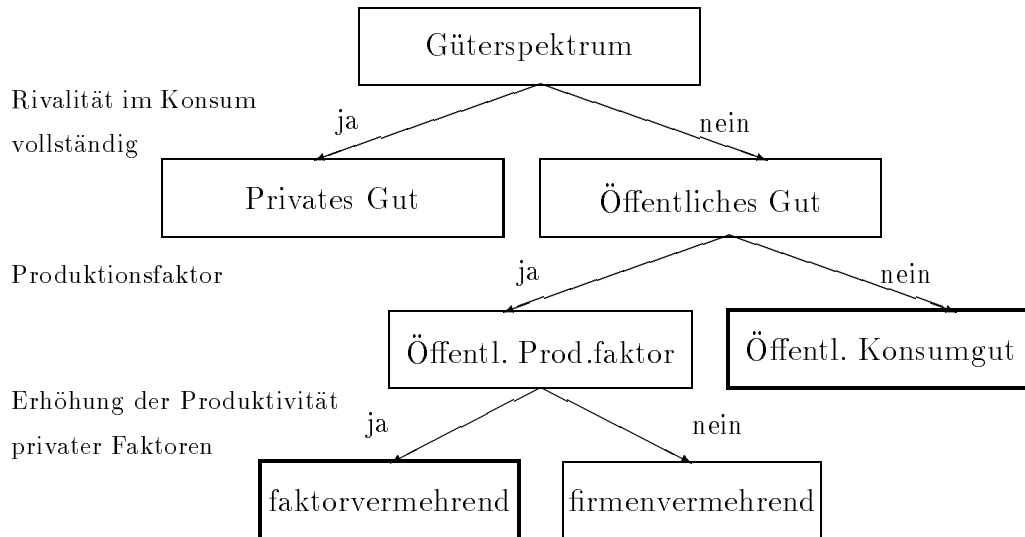 Güterspektrum
Rivalität im Konsum
vollständig
ja
nein
Privates Gut
Öffentliches Gut
Produktionsfaktor
ja
nein
Öffentl. Prod.faktor
Öffentl. Konsumgut
Erhöhung der Produktivität
privater Faktoren
ja
nein
faktorvermehrend
firmenvermehrend